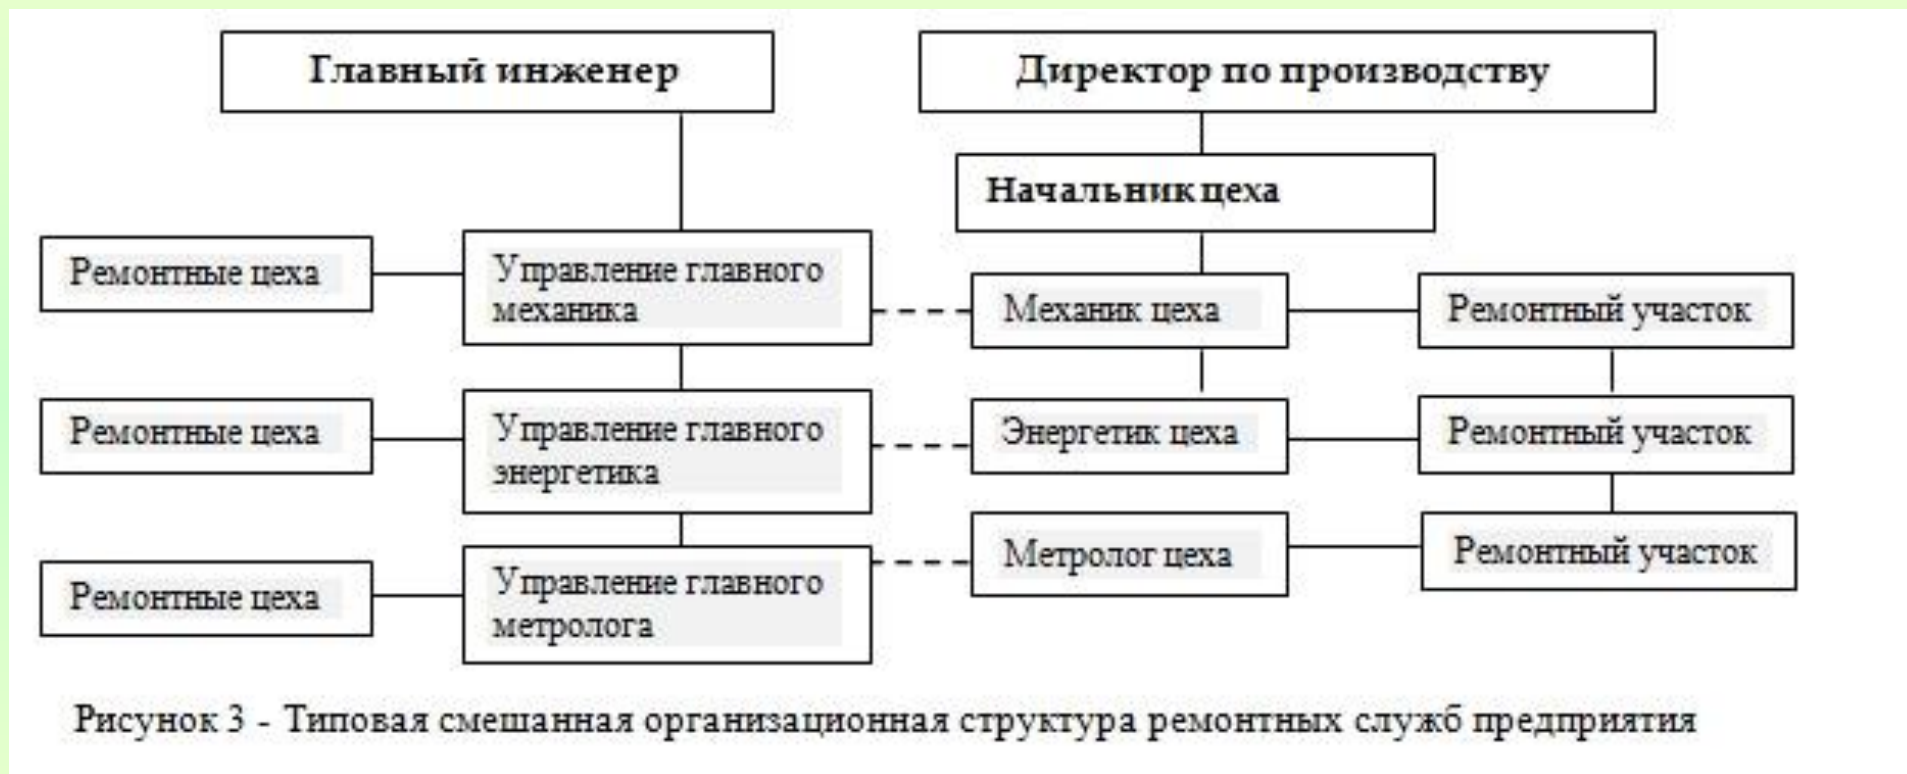 Главный инженер
Директор по производству
Начальник цеха
Ремонтные цеха
Управление главного
механика
Механик цеха
Ремонтный участок
Ремонтные цеха
Управление главного
энергетика
Энергетик цеха
Ремонтный участок
Ремонтные цеха
Управление главного
метролога
Метролог цеха
Ремонтный участок
Рисунок 3 - Типовая смешанная организационная структура ремонтных служб предприятия